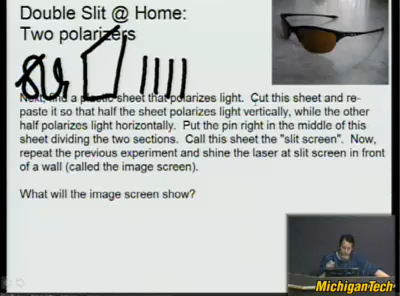 Double Slit @ Home:
Two polarizers
Next, find a plastic sheet that polarizes light. Cut this sheet and re-
paste it so that half the sheet polarizes light vertically, while the other
half polarizes light horizontally. Put the pin right in the middle of this
sheet dividing the two sections. Call this sheet the "slit screen". Now,
repeat the previous experiment and shine the laser at slit screen in front
of a wall (called the image screen).
What will the image screen show?
MichiganTech